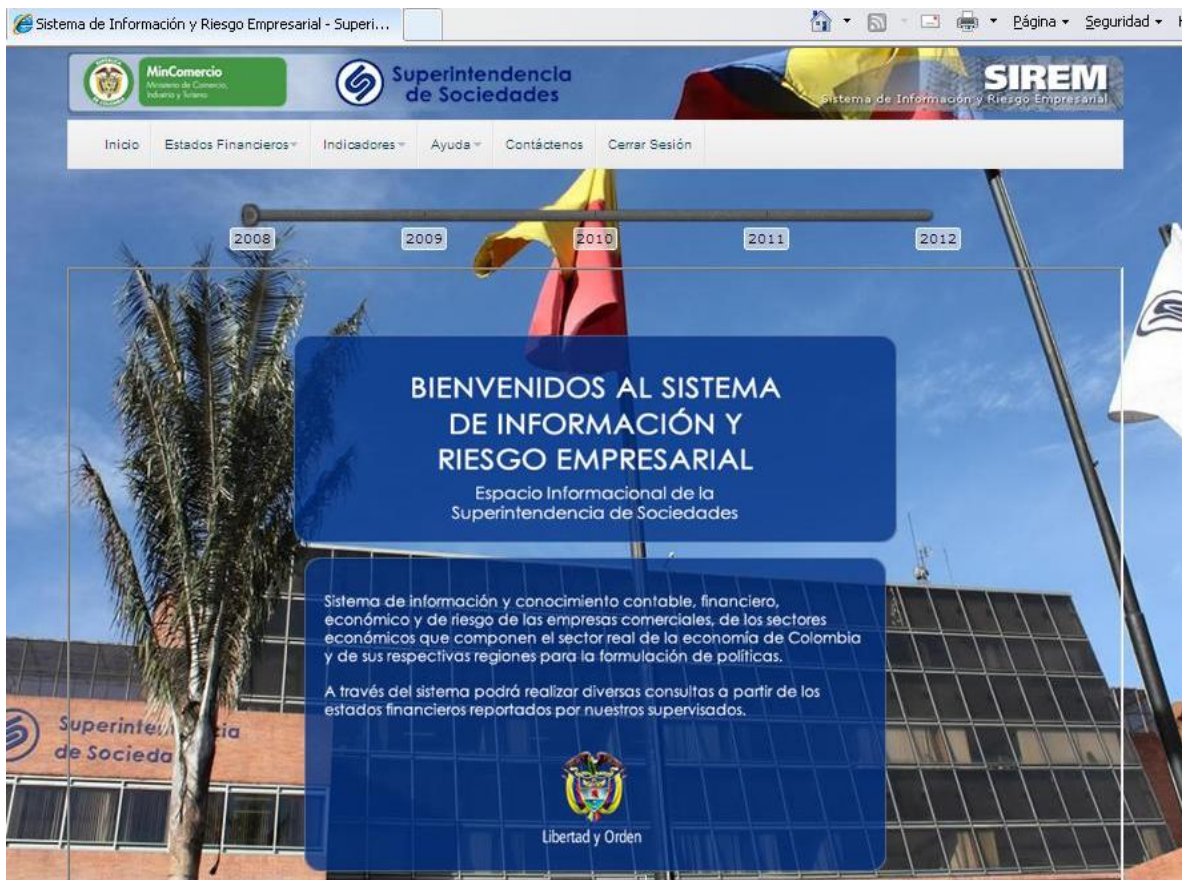 Sistema de Información y Riesgo Empresarial - Superi...
Página Seguridad
MinComercio
Ministerio de Comercio,
Industria y Turismo
Superintendencia
de Sociedades
SIREM
Sistema de Información y Riesgo Empresarial
Inicio Estados Financieros Indicadores Ayuda Contáctenos Cerrar Sesión
2008 2009 2010 2011 2012
BIENVENIDOS AL SISTEMA
DE INFORMACIÓN Y
RIESGO EMPRESARIAL
Espacio Informacional de la
Superintendencia de Sociedades
Sistema de información y conocimiento contable, financiero,
económico y de riesgo de las empresas comerciales, de los sectores
económicos que componen el sector real de la economía de Colombia
y de sus respectivas regiones para la formulación de políticas.
A través del sistema podrá realizar diversas consultas a partir de los
estados financieros reportados por nuestros supervisados.
Libertad y Orden